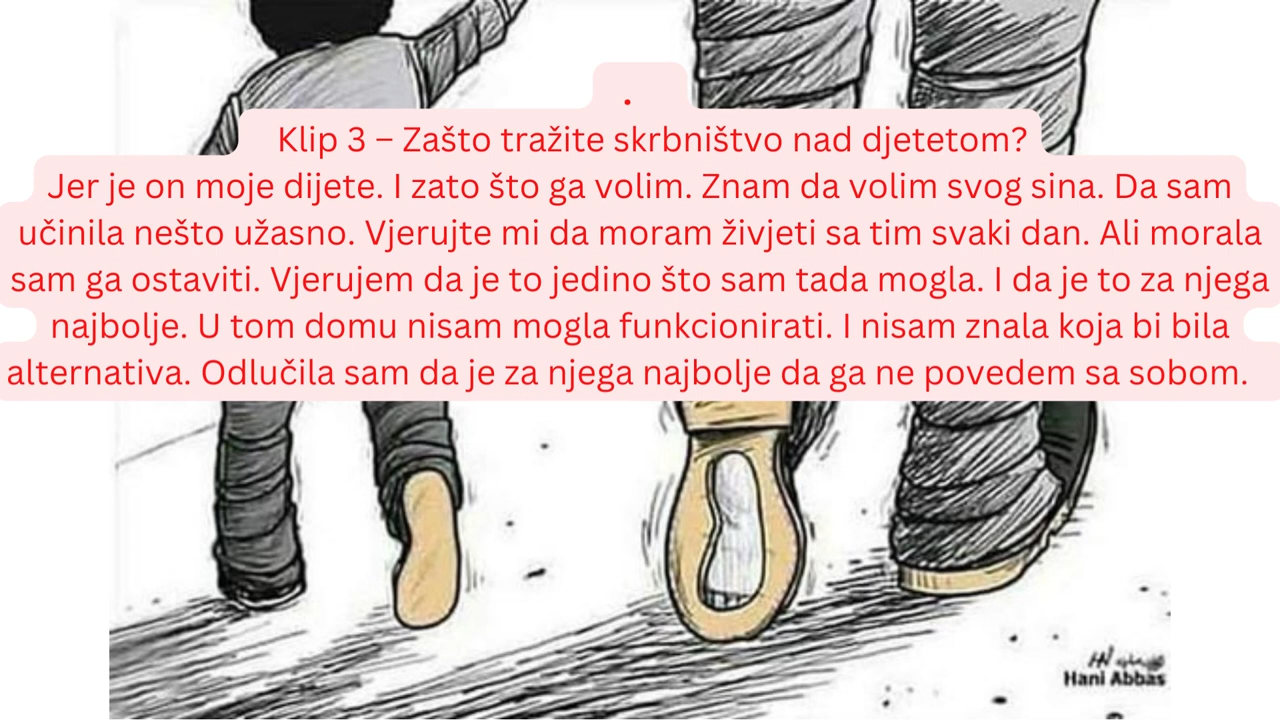 .
Klip 3 – Zašto tražite skrbništvo nad djetetom?
Jer je on moje dijete. I zato što ga volim. Znam da volim svog sina. Da sam
učinila nešto užasno. Vjerujte mi da moram živjeti sa tim svaki dan. Ali morala
sam ga ostaviti. Vjerujem da je to jedino što sam tada mogla. I da je to za njega
najbolje. U tom domu nisam mogla funkcionirati. I nisam znala koja bi bila
alternativa. Odlučila sam da je za njega najbolje da ga ne povedem sa sobom.
Hani Abbas